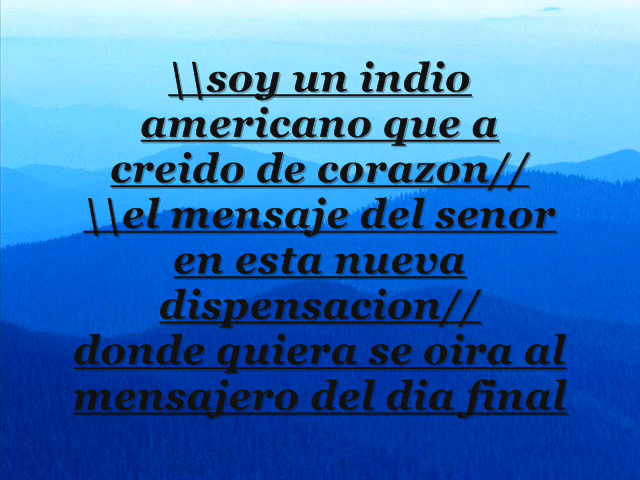 \\soy un indio
americano que a
creido de corazon//
\\el mensaje del senor
en esta nueva
dispensacion//
donde quiera se oira al
mensajero del dia final